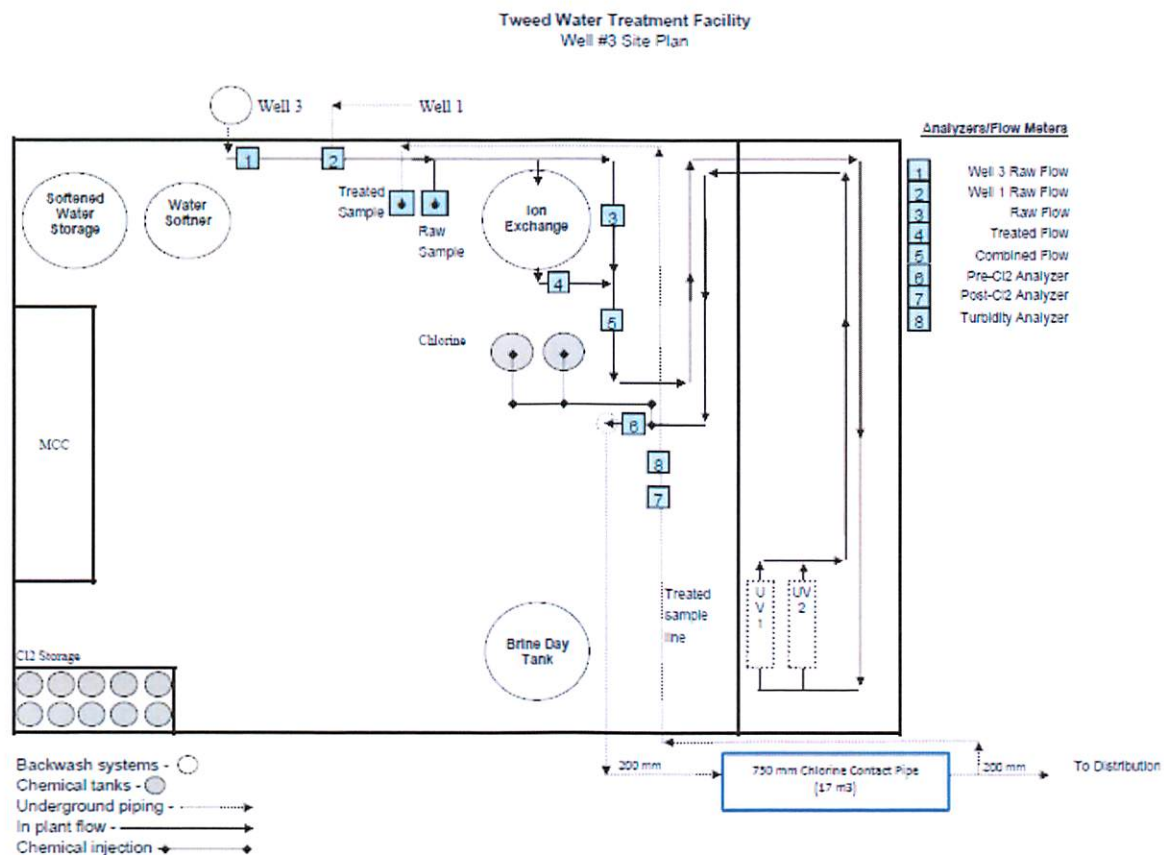 Tweed Water Treatment Facility
Well #3 Site Plan
Well 3
Well 1
Analyzers/Flow Meters
1 Well 3 Raw Flow
2 Well 1 Raw Flow
3 Raw Flow
4 Treated Flow
5 Combined Flow
6 Pre-Cl2 Analyzer
7 Post-Cl2 Analyzer
8 Turbidity Analyzer
1
2
Softened
Water
Storage
Water
Softner
Treated
Sample
Raw
Sample
Ion
Exchange
3
4
5
Chlorine
6
8
7
MCC
Treated
sample
line
U
V
1
UV
2
Brine Day
Tank
Cl2 Storage
200 mm
750 mm Chlorine Contact Pipe
(17 m3)
200 mm
To Distribution
Backwash systems -
Chemical tanks -
Underground piping -
In plant flow -
Chemical injection